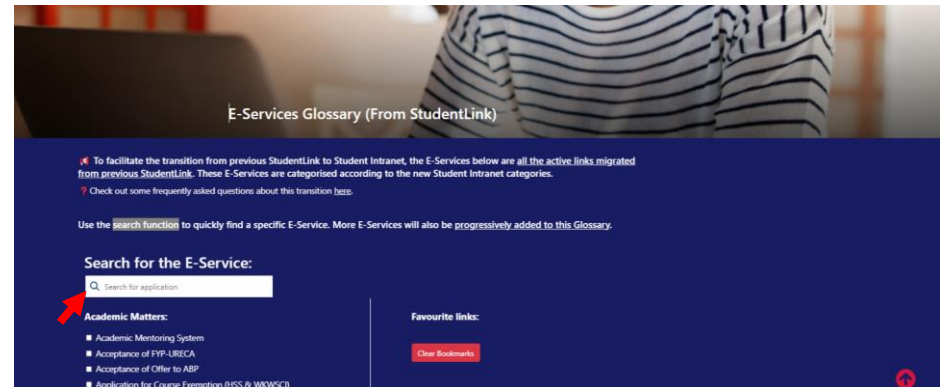 E-Services Glossary (From StudentLink)
To facilitate the transition from previous StudentLink to Student Intranet, the E-Services below are all the active links migrated
from previous StudentLink. These E-Services are categorised according to the new Student Intranet categories.
Check out some frequently asked questions about this transition here.
Use the search function to quickly find a specific E-Service. More E-Services will also be progressively added to this Glossary.
Search for the E-Service:
Search for application
Academic Matters:
Academic Mentoring System
Acceptance of FYP-URECA
Acceptance of Offer to ABP
Application for Course Exemption (HSS & WKWSCI)
Favourite links:
Clear Bookmarks